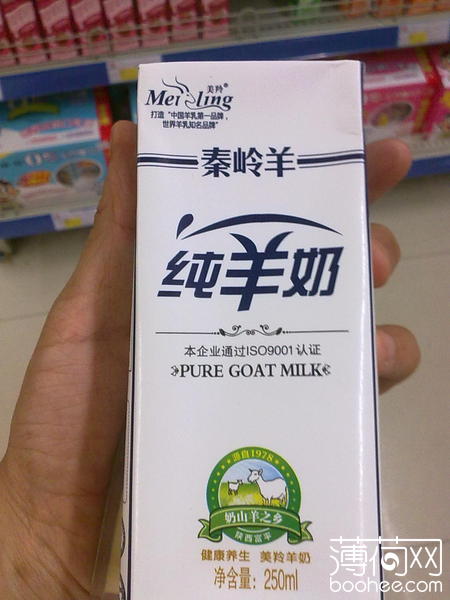 美羚®
Meiling
打造“中国羊乳第一品牌，
世界羊乳知名品牌”
秦岭羊
纯羊奶
本企业通过ISO9001认证
PURE GOAT MILK
源自1978
奶山羊之乡
陕西富平
健康养生 美羚羊奶
净含量：250ml
薄荷网
boohee.com